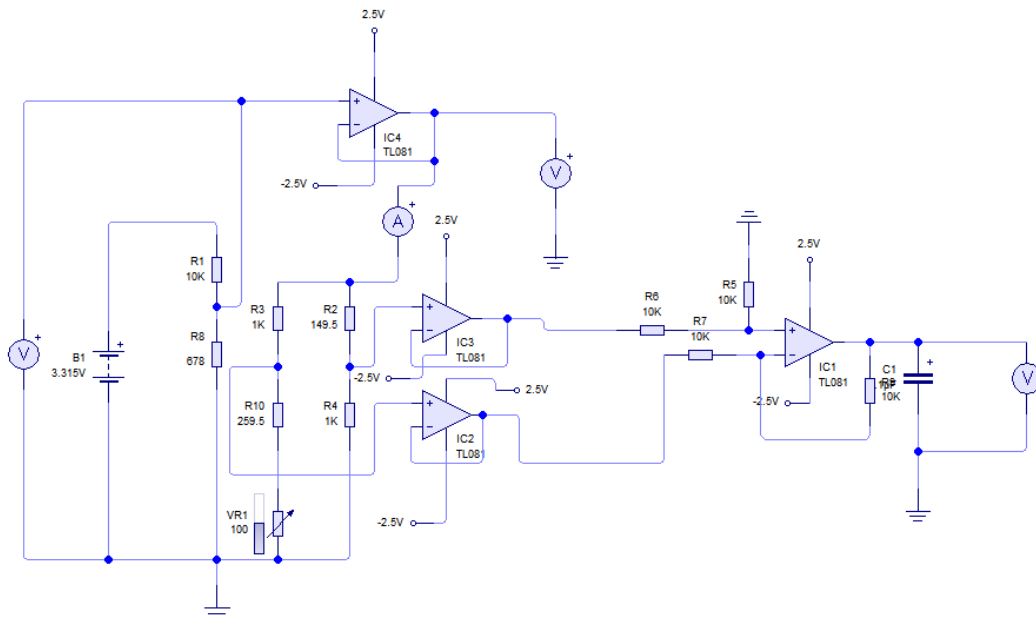 2.5V
+
+
−
IC4
TL081
+
V
-2.5V
+
A
+
2.5V
2.5V
R1
10K
R3
1K
R2
149.5
+
−
IC3
TL081
R6
10K
R5
10K
R7
10K
+
−
IC1
TL081
+
V
R8
678
B1
3.315V
+
-2.5V
2.5V
C1
10K
+
V
R10
259.5
R4
1K
+
−
IC2
TL081
-2.5V
VR1
100
-2.5V